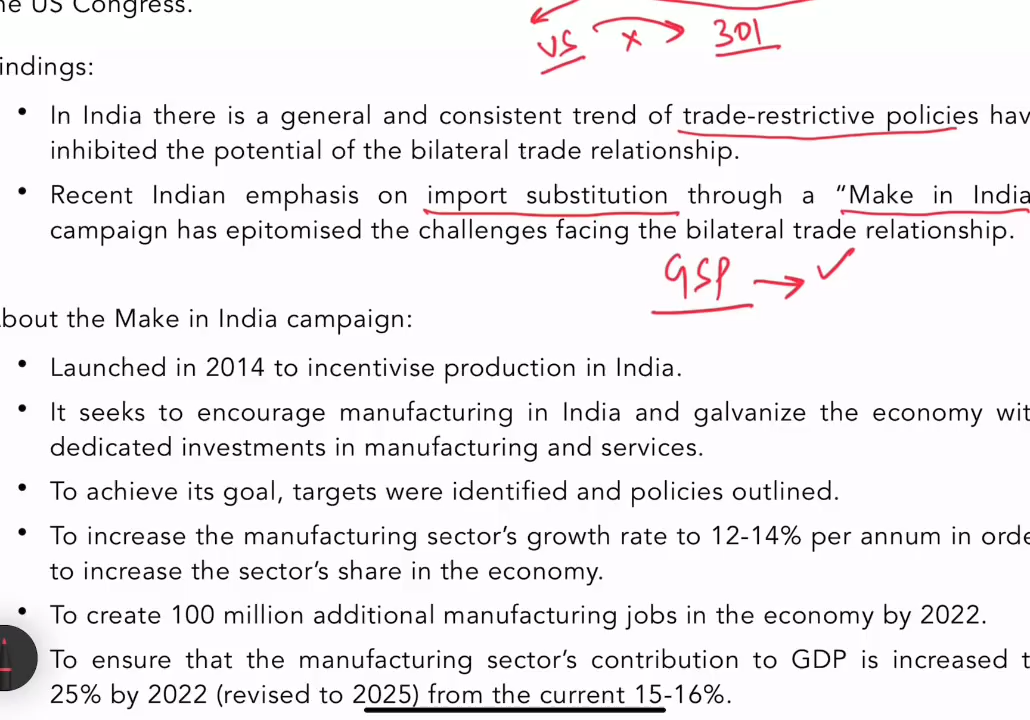 he US Congress.
US x 301
indings:
• In India there is a general and consistent trend of trade-restrictive policies hav
inhibited the potential of the bilateral trade relationship.
• Recent Indian emphasis on import substitution through a “Make in India
campaign has epitomised the challenges facing the bilateral trade relationship.
GSP → ✓
bout the Make in India campaign:
• Launched in 2014 to incentivise production in India.
• It seeks to encourage manufacturing in India and galvanize the economy wit
dedicated investments in manufacturing and services.
• To achieve its goal, targets were identified and policies outlined.
• To increase the manufacturing sector’s growth rate to 12-14% per annum in orde
to increase the sector’s share in the economy.
• To create 100 million additional manufacturing jobs in the economy by 2022.
To ensure that the manufacturing sector’s contribution to GDP is increased t
25% by 2022 (revised to 2025) from the current 15-16%.